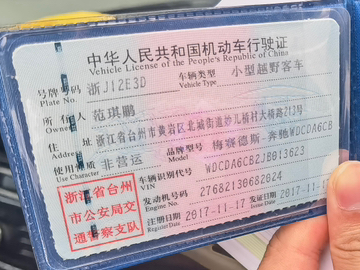 中华人民共和国机动车行驶证
Vehicle License of the People's Republic of China
号牌号码 浙J12E3D 车辆类型 小型越野客车
Plate No. Vehicle Type
所有人 范琪鹏
Owner
住址 浙江省台州市黄岩区北城街道妙儿桥村大桥路213号
Address
使用性质 非营运 品牌型号 梅赛德斯-奔驰WDCDA6CB
Use Character Model
浙江省台州市公安局交通警察支队 车辆识别代号 WDCDA6CBZJB013623
VIN
发动机号码 27682130682024
Engine No.
注册日期 2017-11-17 发证日期 2017-11-17
Register Date Issue Date